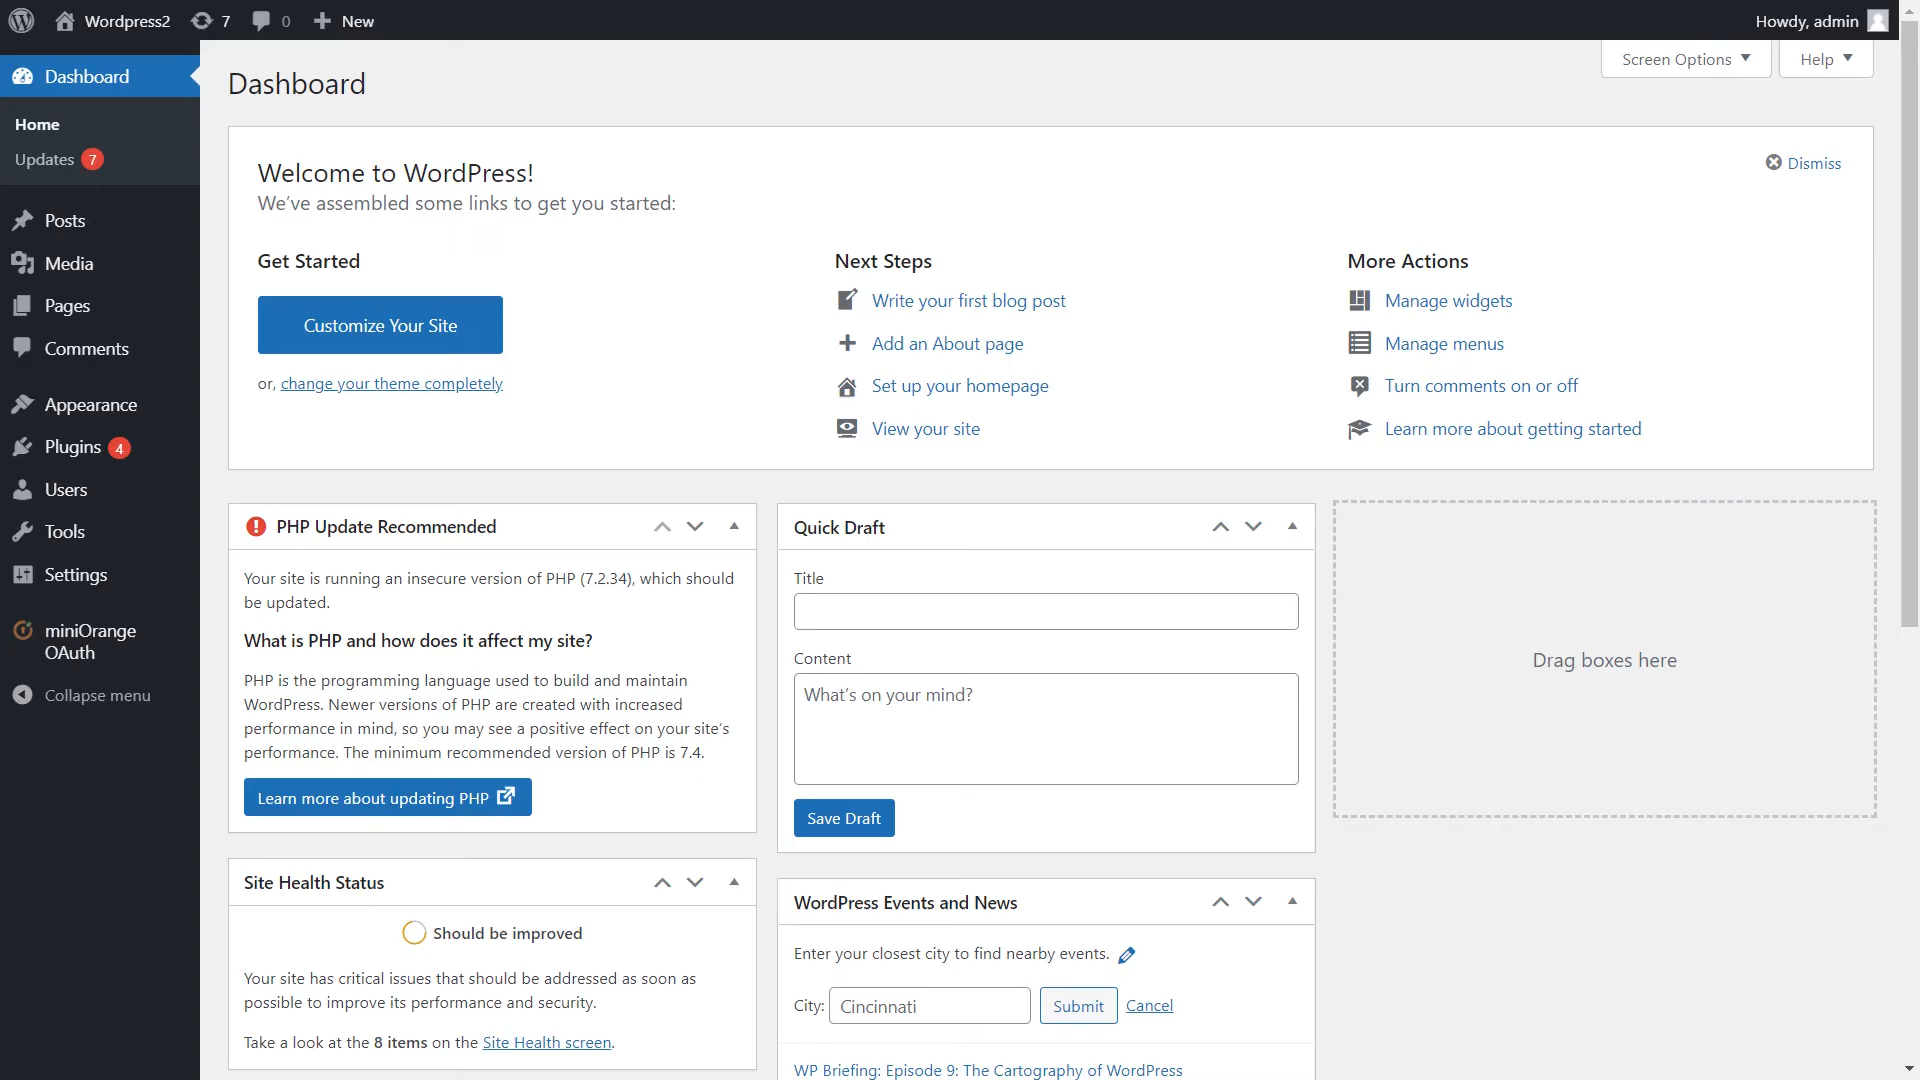 Wordpress2
7
0
New
Howdy, admin
Dashboard
Home
Updates 7
Posts
Media
Pages
Comments
Appearance
Plugins 4
Users
Tools
Settings
miniOrange
OAuth
Collapse menu
Screen Options
Help
Dashboard
Welcome to WordPress!
We’ve assembled some links to get you started:
Dismiss
Get Started
Customize Your Site
or, change your theme completely
Next Steps
Write your first blog post
Add an About page
Set up your homepage
View your site
More Actions
Manage widgets
Manage menus
Turn comments on or off
Learn more about getting started
PHP Update Recommended
Your site is running an insecure version of PHP (7.2.34), which should
be updated.
What is PHP and how does it affect my site?
PHP is the programming language used to build and maintain
WordPress. Newer versions of PHP are created with increased
performance in mind, so you may see a positive effect on your site’s
performance. The minimum recommended version of PHP is 7.4.
Learn more about updating PHP
Site Health Status
Should be improved
Your site has critical issues that should be addressed as soon as
possible to improve its performance and security.
Take a look at the 8 items on the Site Health screen.
Quick Draft
Title
Content
What’s on your mind?
Save Draft
WordPress Events and News
Enter your closest city to find nearby events.
City: Cincinnati Submit Cancel
WP Briefing: Episode 9: The Cartography of WordPress
Drag boxes here